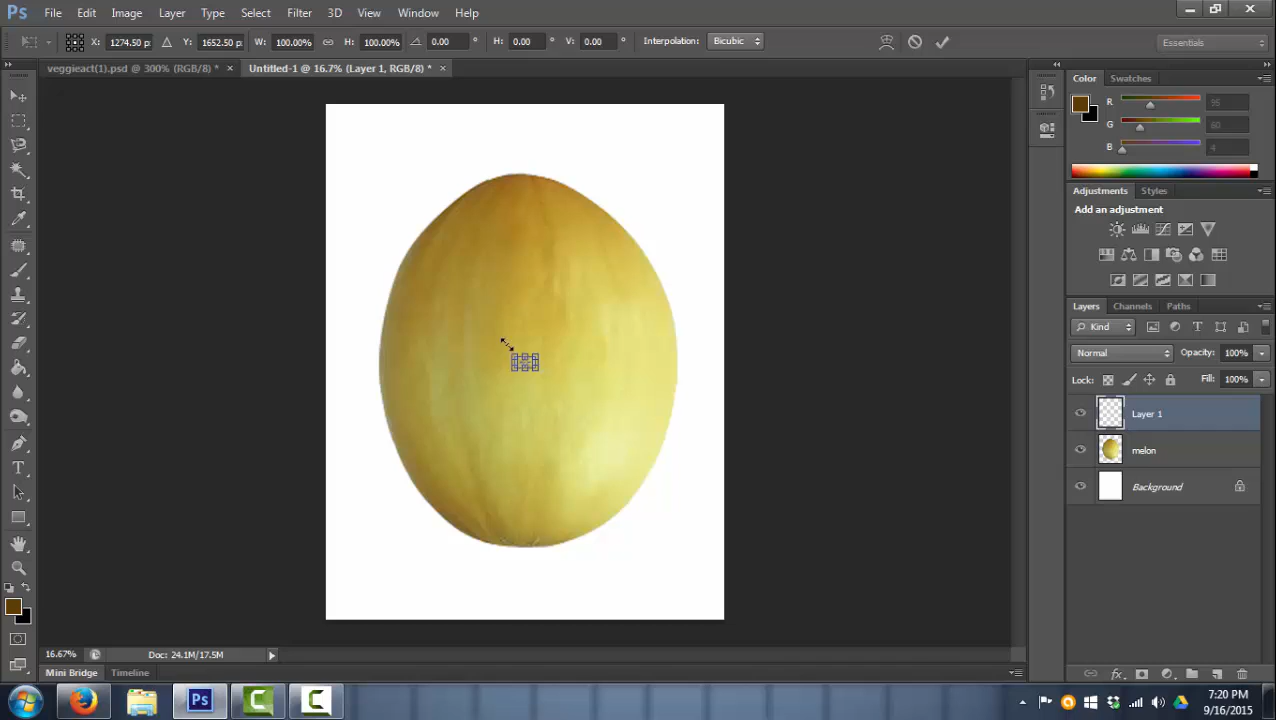 Ps File Edit Image Layer Type Select Filter 3D View Window Help
X: 1274.50 p: Y: 1652.50 p: W: 100.00% H: 100.00% 0.00 ° H: 0.00 ° V: 0.00 ° Interpolation: Bicubic Essentials
veggieact(1).psd @ 300% (RGB/8) * × Untitled-1 @ 16.7% (Layer 1, RGB/8) * ×
Color Swatches
R 95
G 60
B 4
Adjustments Styles
Add an adjustment
Layers Channels Paths
Kind
Normal Opacity: 100%
Lock: Fill: 100%
Layer 1
melon
Background
16.67% Doc: 24.1M/17.5M
Mini Bridge Timeline
Ps C C
7:20 PM
9/16/2015